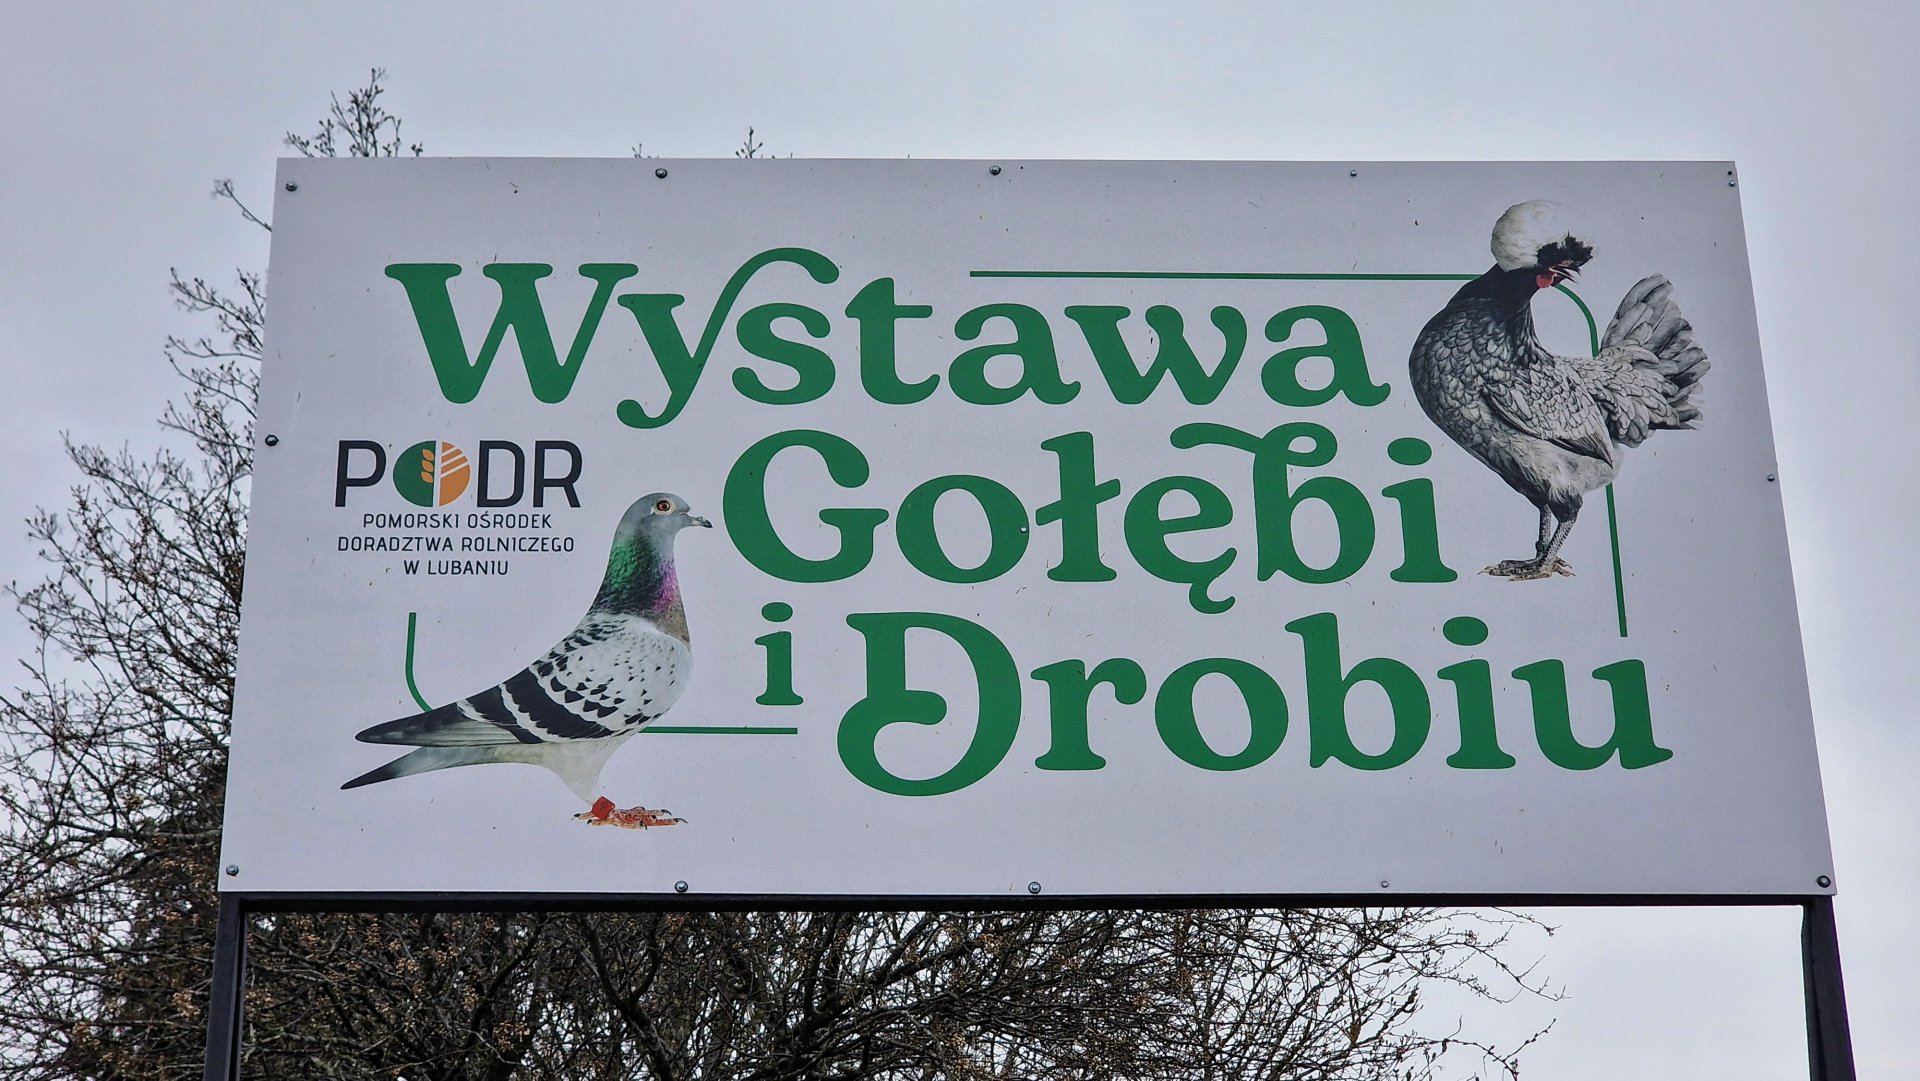 Wystawa
Gołębi
i Drobiu
PODR
POMORSKI OŚRODEK
DORADZTWA ROLNICZEGO
W LUBANIU